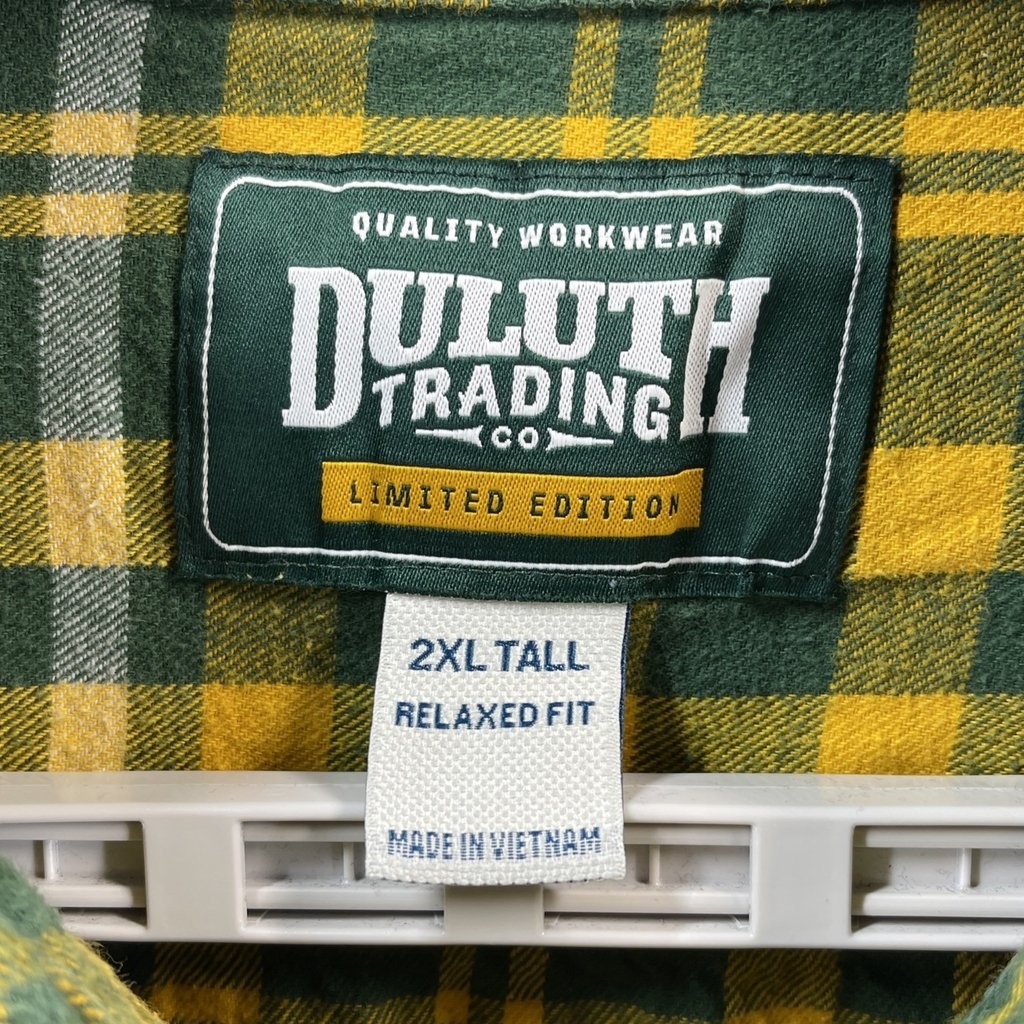 QUALITY WORKWEAR
DULUTH
TRADING
CO
LIMITED EDITION
2XL TALL
RELAXED FIT
MADE IN VIETNAM